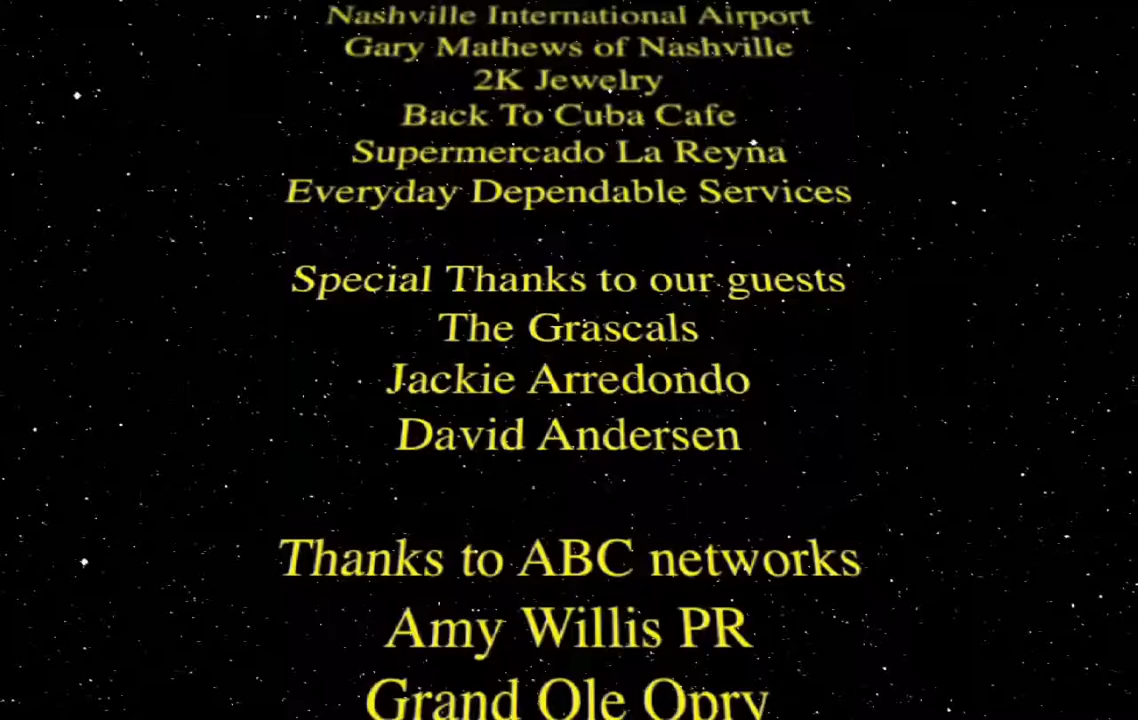 Nashville International Airport
Gary Mathews of Nashville
2K Jewelry
Back To Cuba Cafe
Supermercado La Reyna
Everyday Dependable Services
Special Thanks to our guests
The Grascals
Jackie Arredondo
David Andersen
Thanks to ABC networks
Amy Willis PR
Grand Ole Opry